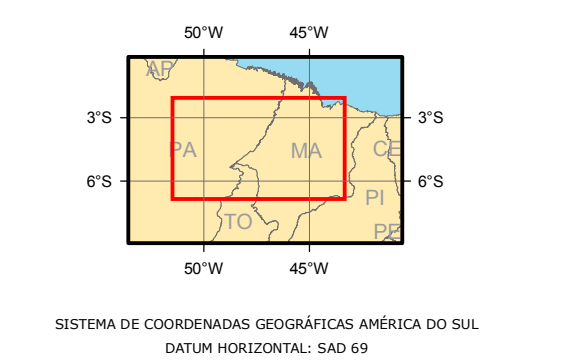 50°W 45°W
AP
3°S 3°S
PA MA CE
6°S 6°S
PI
TO
PE
50°W 45°W
SISTEMA DE COORDENADAS GEOGRÁFICAS AMÉRICA DO SUL
DATUM HORIZONTAL: SAD 69